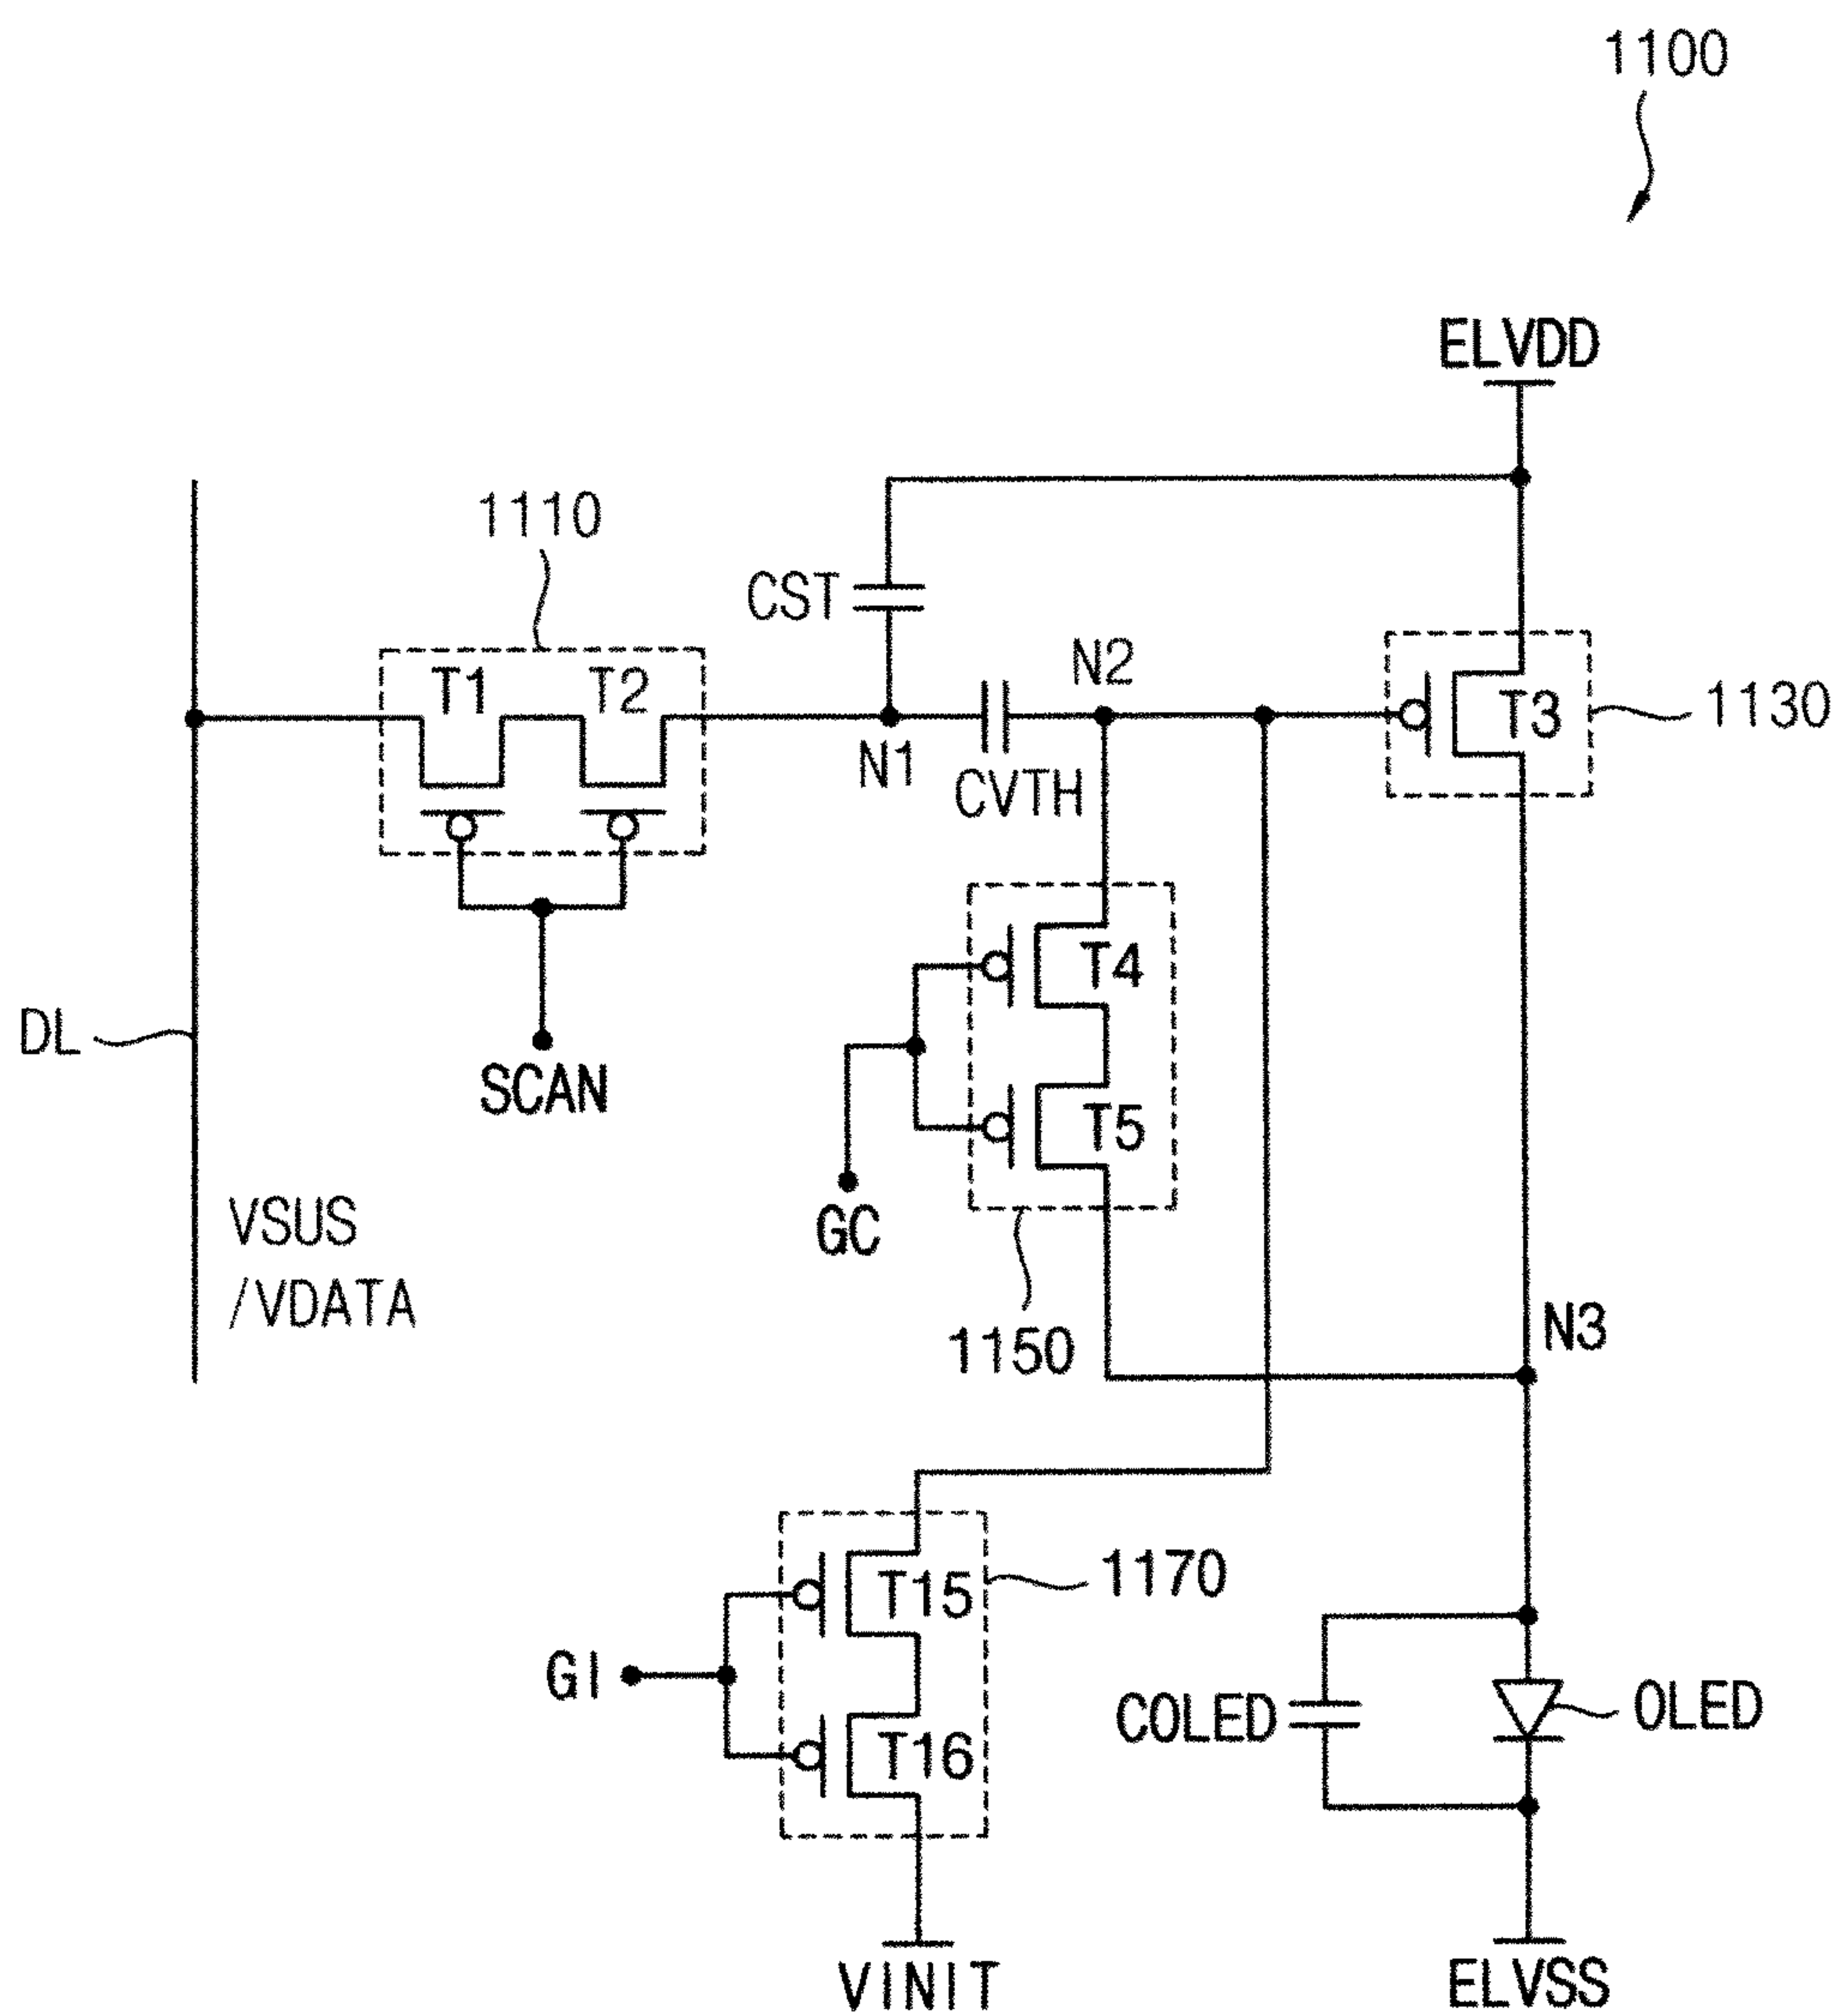 1100
ELVDD
1110
CST
N2
T1
T2
T3
1130
N1
CVTH
T4
DL
SCAN
T5
GC
VSUS
/VDATA
1150
N3
T15
1170
GI
COLED
OLED
T16
VINIT
ELVSS